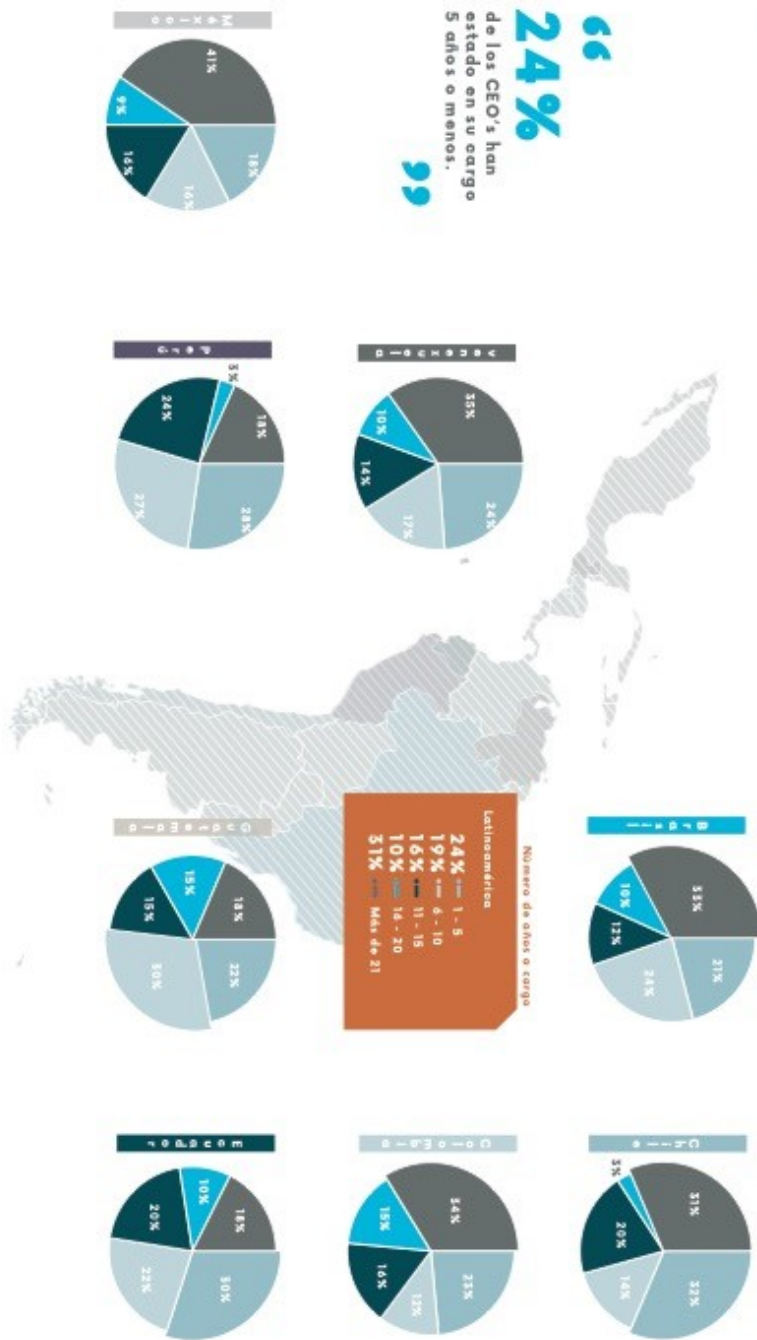 “
24%
de los CEO's han
estado en su cargo
5 años o menos.
”
Brasil
33%
21%
24%
12%
10%
Chile
31%
32%
14%
20%
3%
Número de años a cargo
Latinoamérica
24% 1 - 5
19% 6 - 10
16% 11 - 15
10% 16 - 20
31% Más de 21
venezuela
35%
24%
17%
14%
10%
Colombia
34%
23%
12%
16%
15%
México
41%
18%
16%
16%
9%
Perú
18%
28%
27%
24%
3%
Guatemala
18%
22%
30%
15%
15%
Ecuador
18%
30%
22%
20%
10%